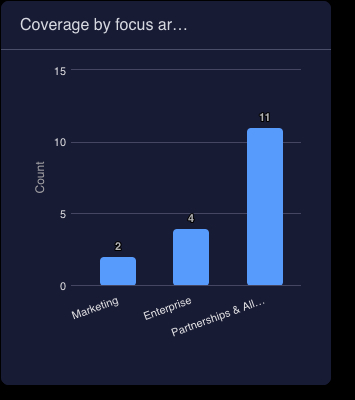 Coverage by focus ar…
15
10
5
0
Count
2
4
11
Marketing
Enterprise
Partnerships & All…